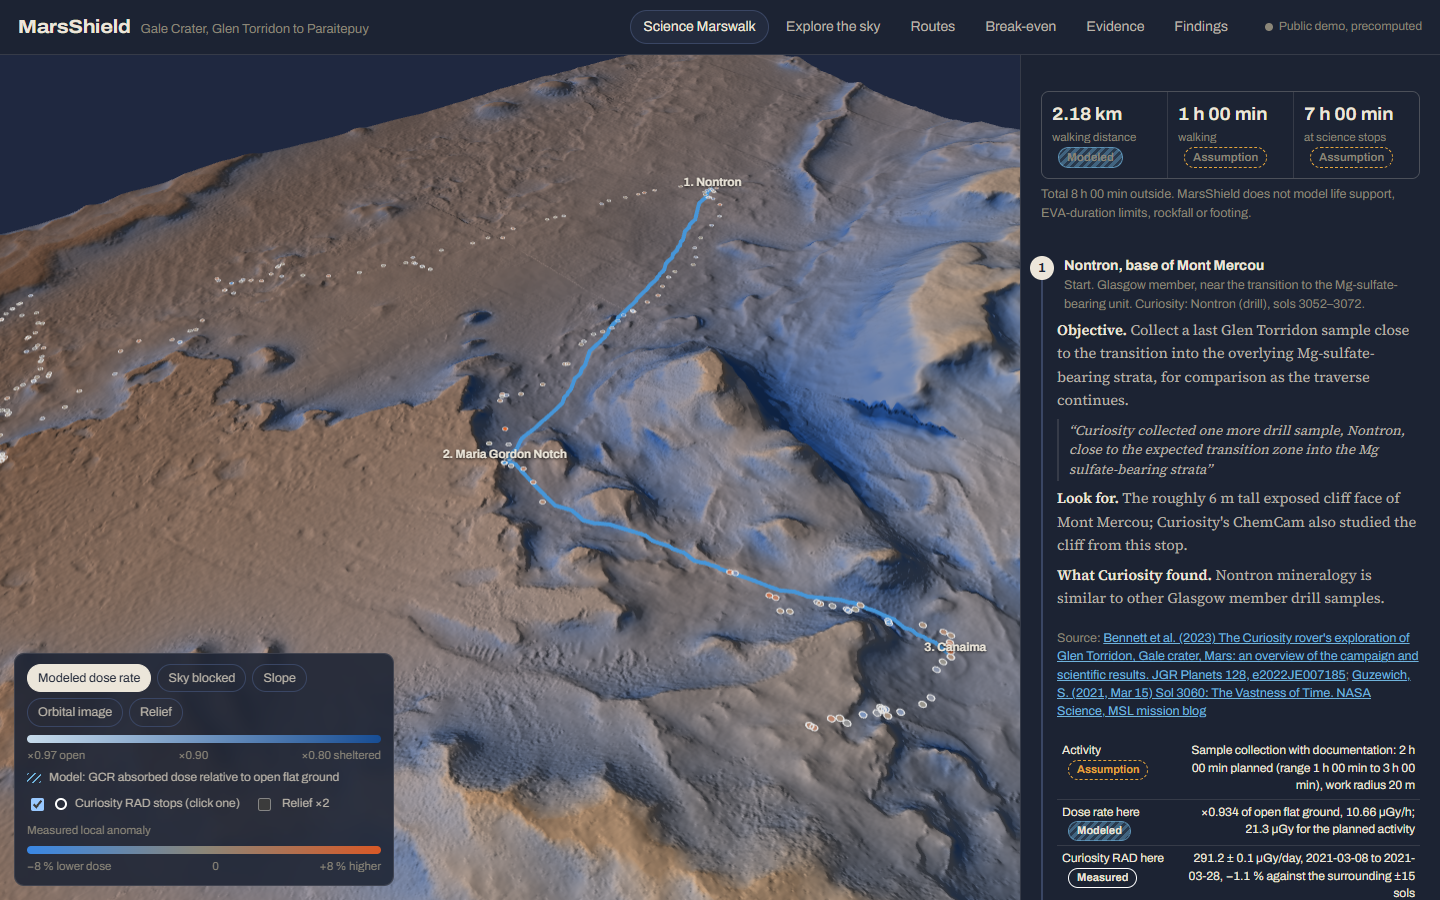 MarsShield Gale Crater, Glen Torridon to Paraitepuy
Science Marswalk Explore the sky Routes Break-even Evidence Findings Public demo, precomputed
1. Nontron
2. Maria Gordon Notch
3. Canaima
Modeled dose rate Sky blocked Slope
Orbital image Relief
×0.97 open ×0.90 ×0.80 sheltered
Model: GCR absorbed dose relative to open flat ground
Curiosity RAD stops (click one) Relief ×2
Measured local anomaly
−8 % lower dose 0 +8 % higher
2.18 km 1 h 00 min 7 h 00 min
walking distance walking at science stops
Modeled Assumption Assumption
Total 8 h 00 min outside. MarsShield does not model life support,
EVA-duration limits, rockfall or footing.
1 Nontron, base of Mont Mercou
Start. Glasgow member, near the transition to the Mg-sulfate-
bearing unit. Curiosity: Nontron (drill), sols 3052–3072.
Objective. Collect a last Glen Torridon sample close
to the transition into the overlying Mg-sulfate-
bearing strata, for comparison as the traverse
continues.
“Curiosity collected one more drill sample, Nontron,
close to the expected transition zone into the Mg
sulfate-bearing strata”
Look for. The roughly 6 m tall exposed cliff face of
Mont Mercou; Curiosity's ChemCam also studied the
cliff from this stop.
What Curiosity found. Nontron mineralogy is
similar to other Glasgow member drill samples.
Source: Bennett et al. (2023) The Curiosity rover's exploration of
Glen Torridon, Gale crater, Mars: an overview of the campaign and
scientific results. JGR Planets 128, e2022JE007185; Guzewich,
S. (2021, Mar 15) Sol 3060: The Vastness of Time. NASA
Science, MSL mission blog
Activity Sample collection with documentation: 2 h
Assumption 00 min planned (range 1 h 00 min to 3 h 00
min), work radius 20 m
Dose rate here ×0.934 of open flat ground, 10.66 µGy/h;
Modeled 21.3 µGy for the planned activity
Curiosity RAD here 291.2 ± 0.1 µGy/day, 2021-03-08 to 2021-
Measured 03-28, −1.1 % against the surrounding ±15
sols